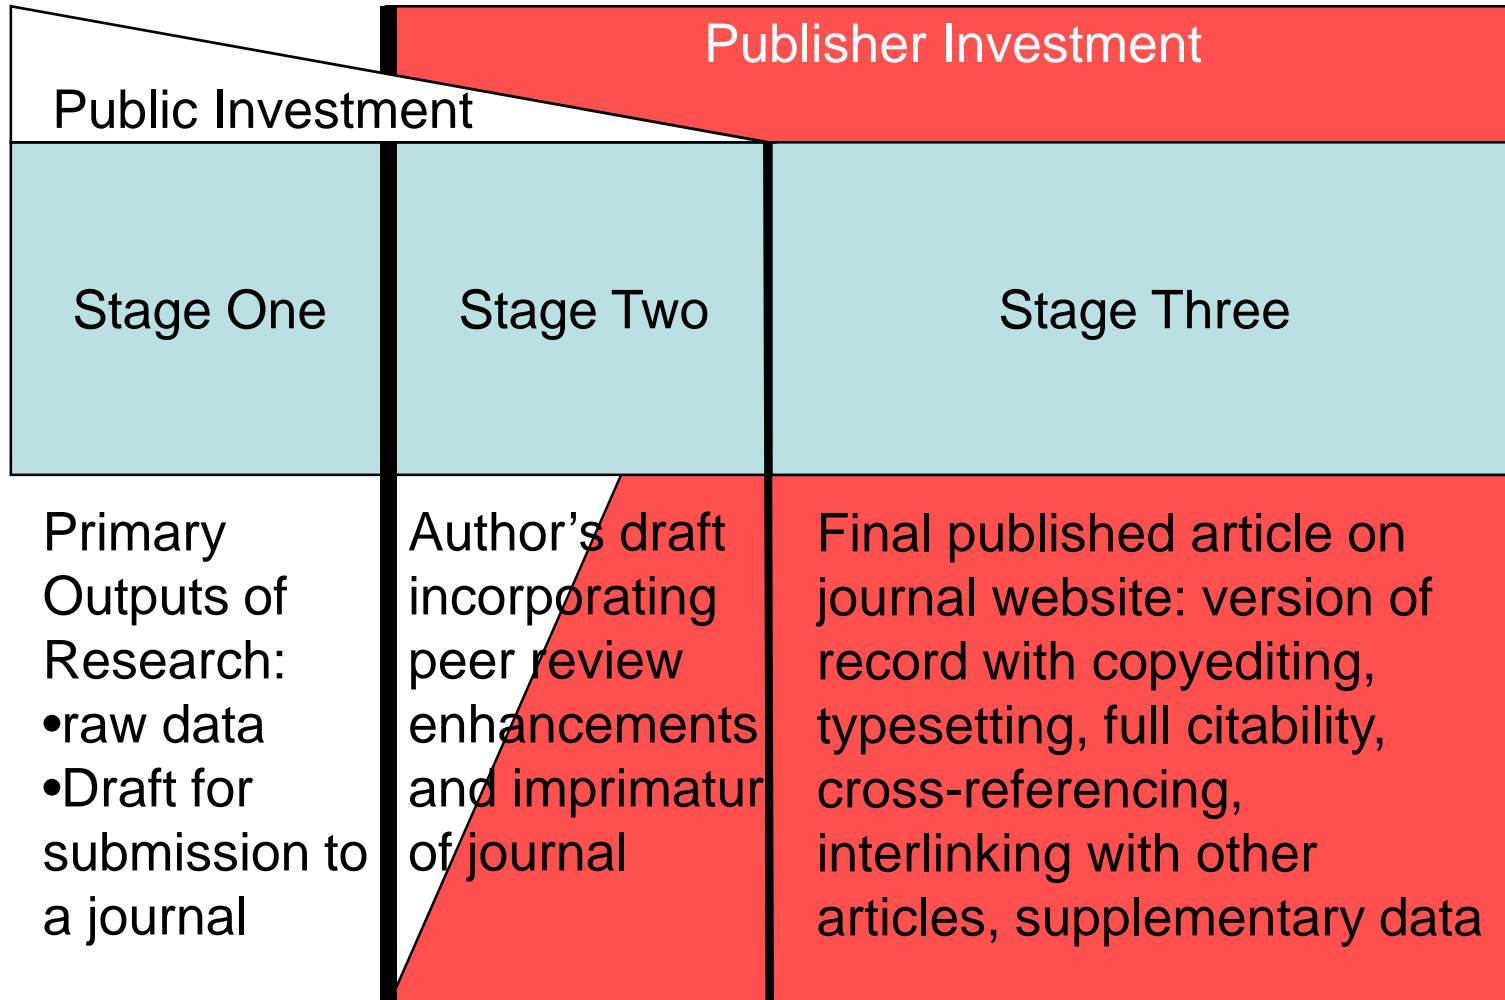 Publisher Investment
Public Investment
Stage One
Stage Two
Stage Three
Primary
Outputs of
Research:
•raw data
•Draft for
submission to
a journal
Author’s draft
incorporating
peer review
enhancements
and imprimatur
of journal
Final published article on
journal website: version of
record with copyediting,
typesetting, full citability,
cross-referencing,
interlinking with other
articles, supplementary data